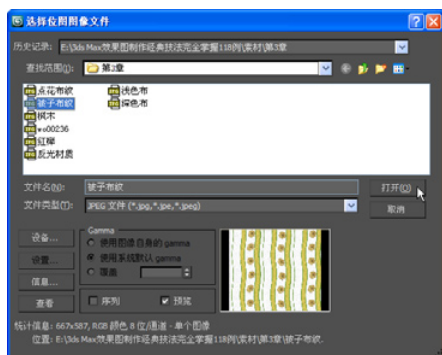 选择位图图像文件
历史记录: E:\3ds Max效果图制作经典技法完全掌握118例\素材\第3章
查找范围(I): 第3章
点花布纹 浅色布
被子布纹 棕色布
枫木
wo00236
红榉
反光材质
文件名(N): 被子布纹 打开(O)
文件类型(T): JPEG 文件 (*.jpg,*.jpe,*.jpeg) 取消
设备... Gamma
使用图像自身的 gamma
设置... 使用系统默认 gamma
信息... 覆盖
查看 序列 预览
统计信息: 667x587, RGB 颜色 8 位/通道 - 单个图像
位置: E:\3ds Max效果图制作经典技法完全掌握118例\素材\第3章\被子布纹.